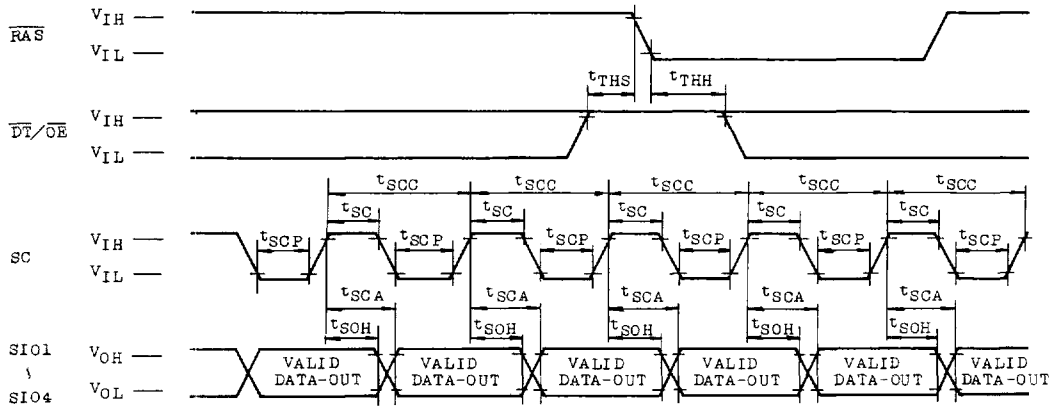 RAS VIH
VIL
tTHS tTHH
DT/OE VIH
VIL
tSCC tSCC tSCC tSCC tSCC
tSC tSC tSC tSC tSC
SC VIH tSCP tSCP tSCP tSCP tSCP tSCP
VIL
tSCA tSCA tSCA tSCA tSCA
tSOH tSOH tSOH tSOH tSOH
SIO1 VOH VALID VALID VALID VALID VALID VALID
SIO4 VOL DATA-OUT DATA-OUT DATA-OUT DATA-OUT DATA-OUT DATA-OUT